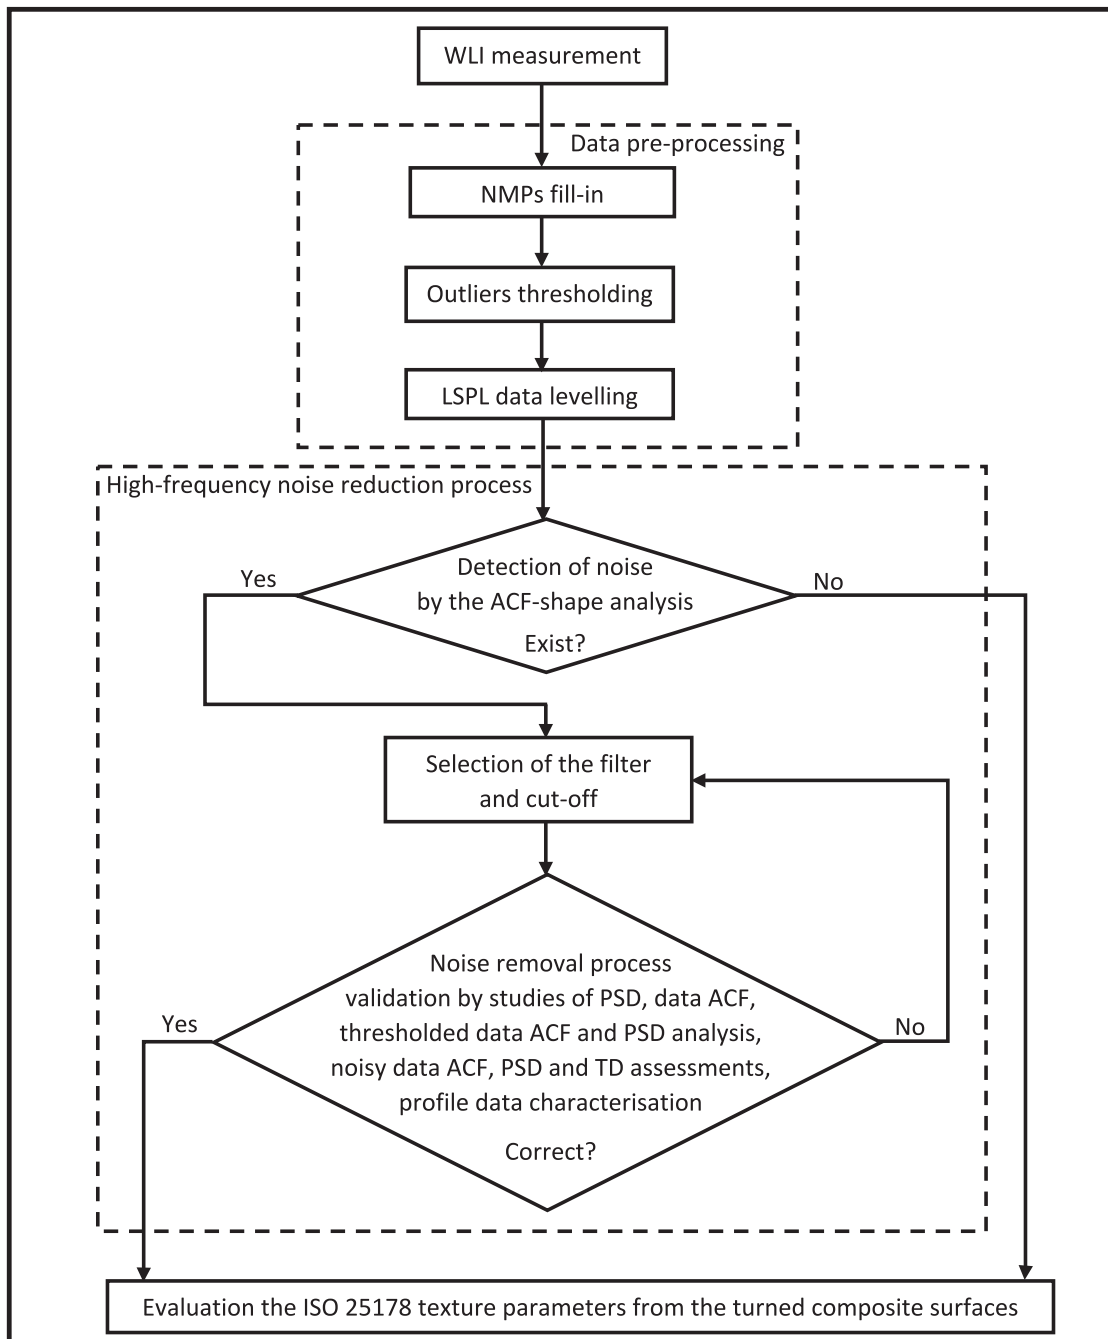 WLI measurement
Data pre-processing
NMPs fill-in
Outliers thresholding
LSPL data levelling
High-frequency noise reduction process
Detection of noise
by the ACF-shape analysis
Exist?
Yes
No
Selection of the filter
and cut-off
Noise removal process
validation by studies of PSD, data ACF,
thresholded data ACF and PSD analysis,
noisy data ACF, PSD and TD assessments,
profile data characterisation
Correct?
Yes
No
Evaluation the ISO 25178 texture parameters from the turned composite surfaces